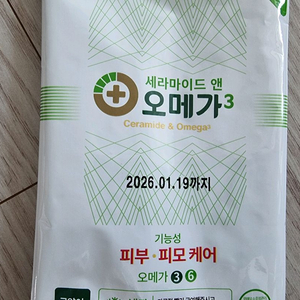 세라마이드 앤
오메가³
Ceramide & Omega³
2026.01.19까지
기능성
피부·피모 케어
오메가 3 6